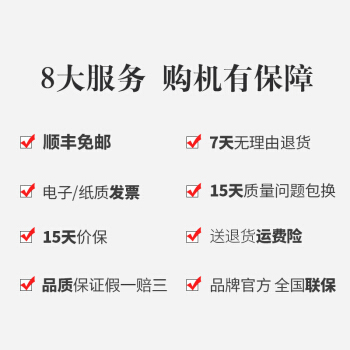 8大服务 购机有保障
顺丰免邮
7天无理由退货
电子/纸质发票
15天质量问题包换
15天价保
送退货运费险
品质保证假一赔三
品牌官方 全国联保